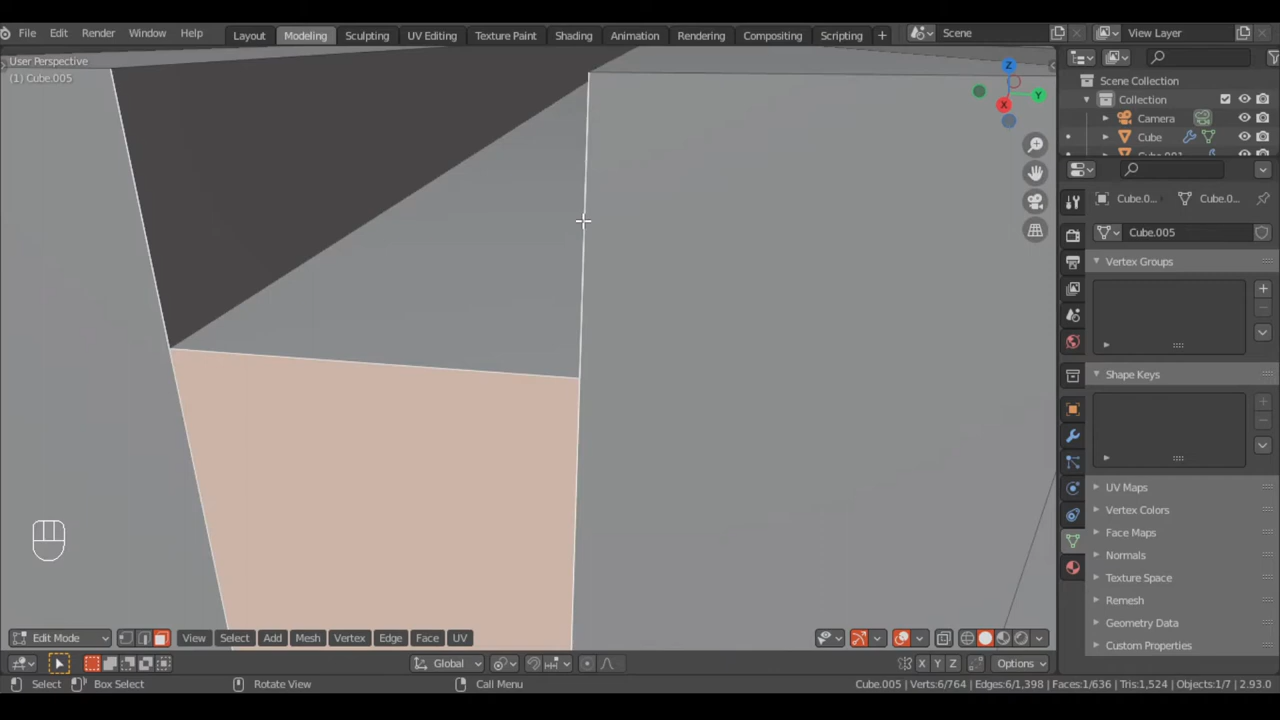 File Edit Render Window Help Layout Modeling Sculpting UV Editing Texture Paint Shading Animation Rendering Compositing Scripting + Scene View Layer
User Perspective
(1) Cube.005
Z
Y
X
Scene Collection
Collection
Camera
Cube
Cube.0.. Cube.0...
Cube.005
Vertex Groups
Shape Keys
UV Maps
Vertex Colors
Face Maps
Normals
Texture Space
Remesh
Geometry Data
Custom Properties
Edit Mode View Select Add Mesh Vertex Edge Face UV
Global X Y Z Options
Select Box Select Rotate View Call Menu Cube.005 | Verts:6/764 | Edges:6/1,398 | Faces:1/636 | Tris:1,524 | Objects:1/7 | 2.93.0